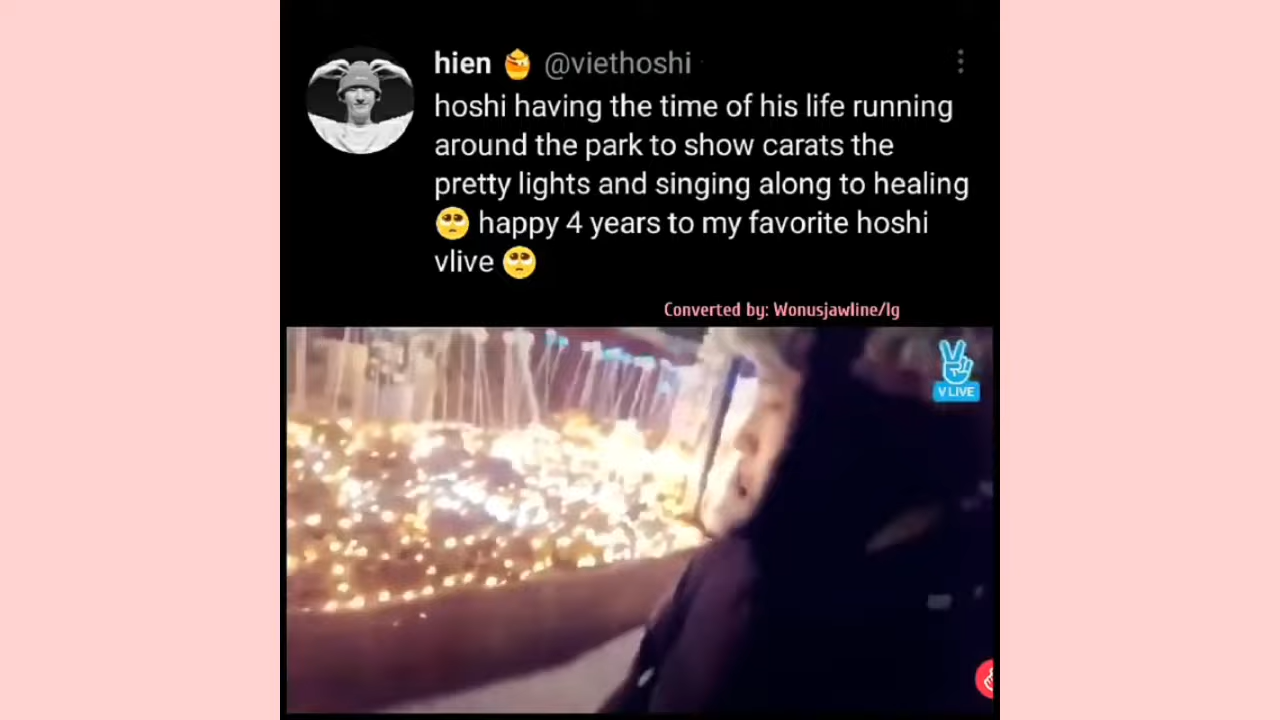 hien 🍯 @viethoshi
hoshi having the time of his life running
around the park to show carats the
pretty lights and singing along to healing
🥺 happy 4 years to my favorite hoshi
vlive 🥺
Converted by: Wonusjawline/Ig
V LIVE